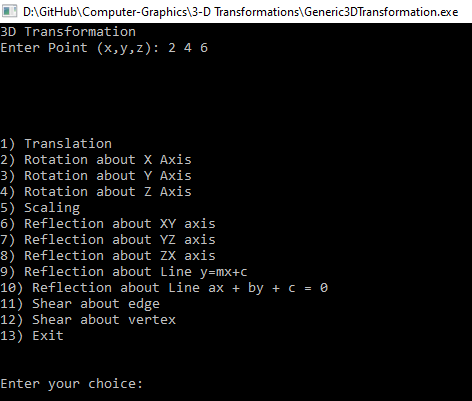 D:\GitHub\Computer-Graphics\3-D Transformations\Generic3DTransformation.exe
3D Transformation
Enter Point (x,y,z): 2 4 6
1) Translation
2) Rotation about X Axis
3) Rotation about Y Axis
4) Rotation about Z Axis
5) Scaling
6) Reflection about XY axis
7) Reflection about YZ axis
8) Reflection about ZX axis
9) Reflection about Line y=mx+c
10) Reflection about Line ax + by + c = 0
11) Shear about edge
12) Shear about vertex
13) Exit
Enter your choice: